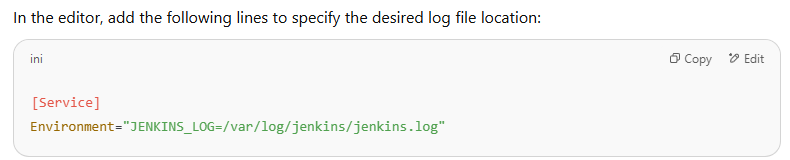 In the editor, add the following lines to specify the desired log file location:
ini
Copy Edit
[Service]
Environment="JENKINS_LOG=/var/log/jenkins/jenkins.log"